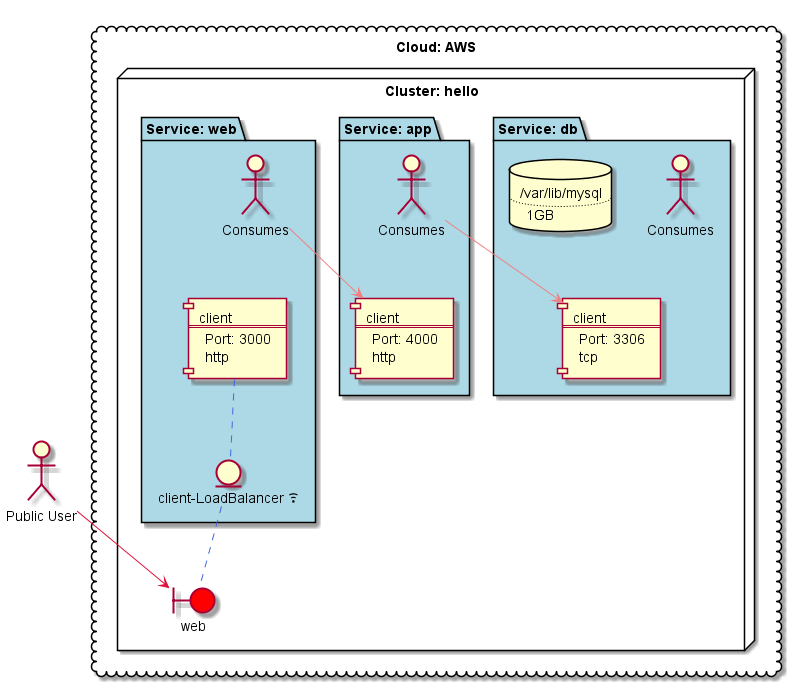 Cloud: AWS
Cluster: hello
Service: web
Service: app
Service: db
/var/lib/mysql
1GB
Consumes
Consumes
Consumes
client
Port: 3000
http
client
Port: 4000
http
client
Port: 3306
tcp
client-LoadBalancer
Public User
web